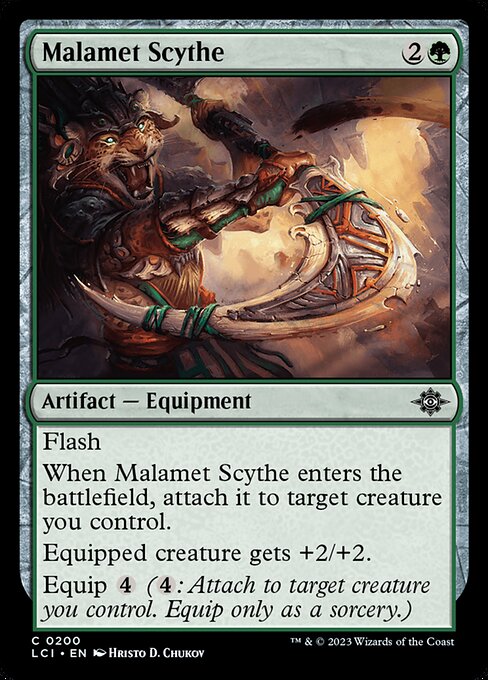 Malamet Scythe 2
Artifact — Equipment
Flash
When Malamet Scythe enters the
battlefield, attach it to target creature
you control.
Equipped creature gets +2/+2.
Equip 4 (4: Attach to target creature
you control. Equip only as a sorcery.)
C 0200
LCI • EN Hristo D. Chukov
™ & © 2023 Wizards of the Coast